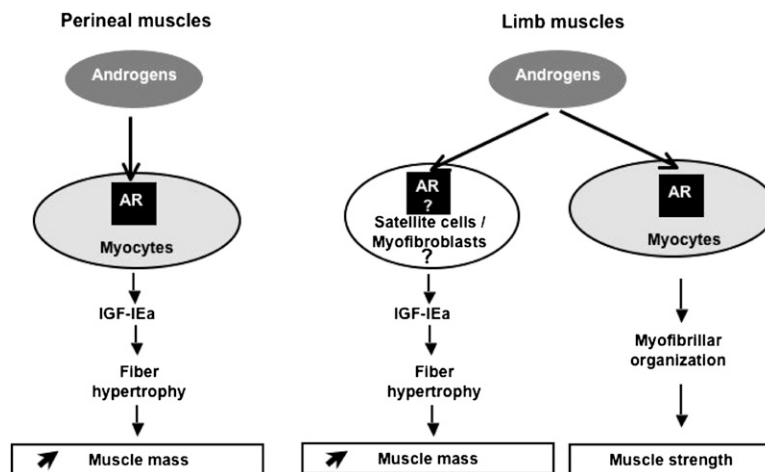 Perineal muscles
Androgens
AR
Myocytes
IGF-IEa
Fiber
hypertrophy
Muscle mass
Limb muscles
Androgens
AR
?
Satellite cells /
Myofibroblasts
?
IGF-IEa
Fiber
hypertrophy
Muscle mass
AR
Myocytes
Myofibrillar
organization
Muscle strength